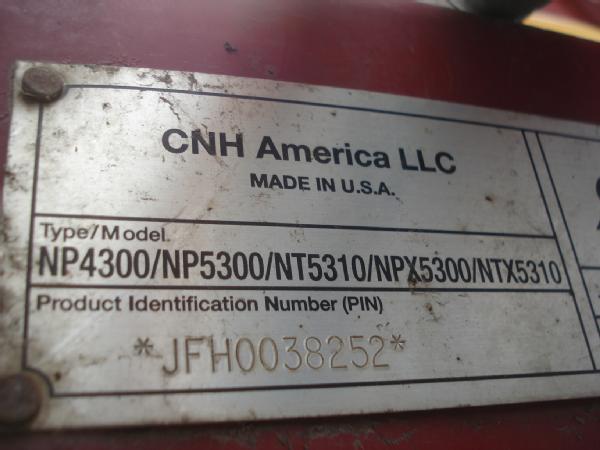 CNH America LLC
MADE IN U.S.A.
Type/Model
NP4300/NP5300/NT5310/NPX5300/NTX5310
Product Identification Number (PIN)
*JFH0038252*